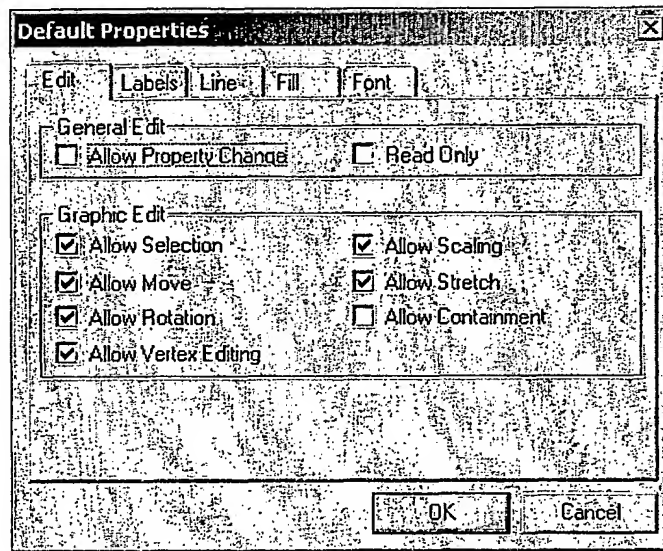 Default Properties
Edit Labels Line Fill Font
General Edit
Allow Property Change Read Only
Graphic Edit
Allow Selection Allow Scaling
Allow Move Allow Stretch
Allow Rotation Allow Containment
Allow Vertex Editing
OK Cancel